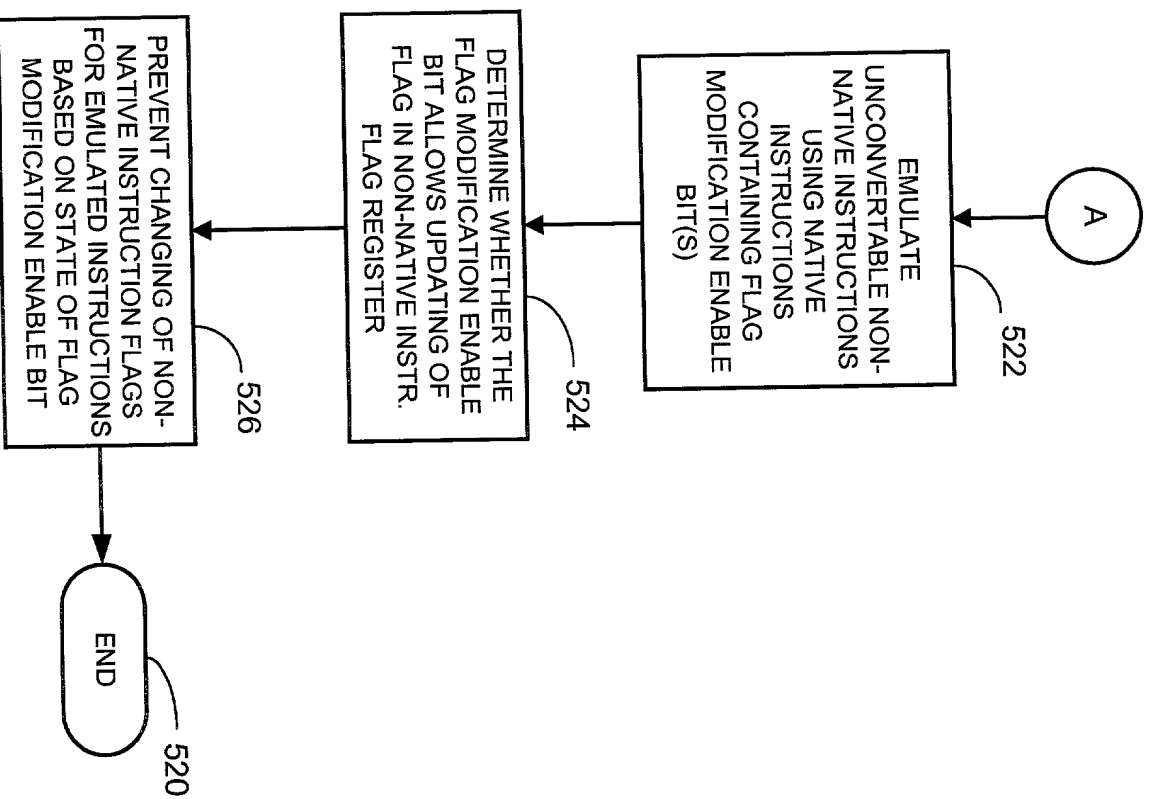 A
EMULATE
UNCONVERTABLE NON-
NATIVE INSTRUCTIONS
USING NATIVE
INSTRUCTIONS
CONTAINING FLAG
MODIFICATION ENABLE
BIT(S)
522
DETERMINE WHETHER THE
FLAG MODIFICATION ENABLE
BIT ALLOWS UPDATING OF
FLAG IN NON-NATIVE INSTR.
FLAG REGISTER
524
PREVENT CHANGING OF NON-
NATIVE INSTRUCTION FLAGS
FOR EMULATED INSTRUCTIONS
BASED ON STATE OF FLAG
MODIFICATION ENABLE BIT
526
END
520